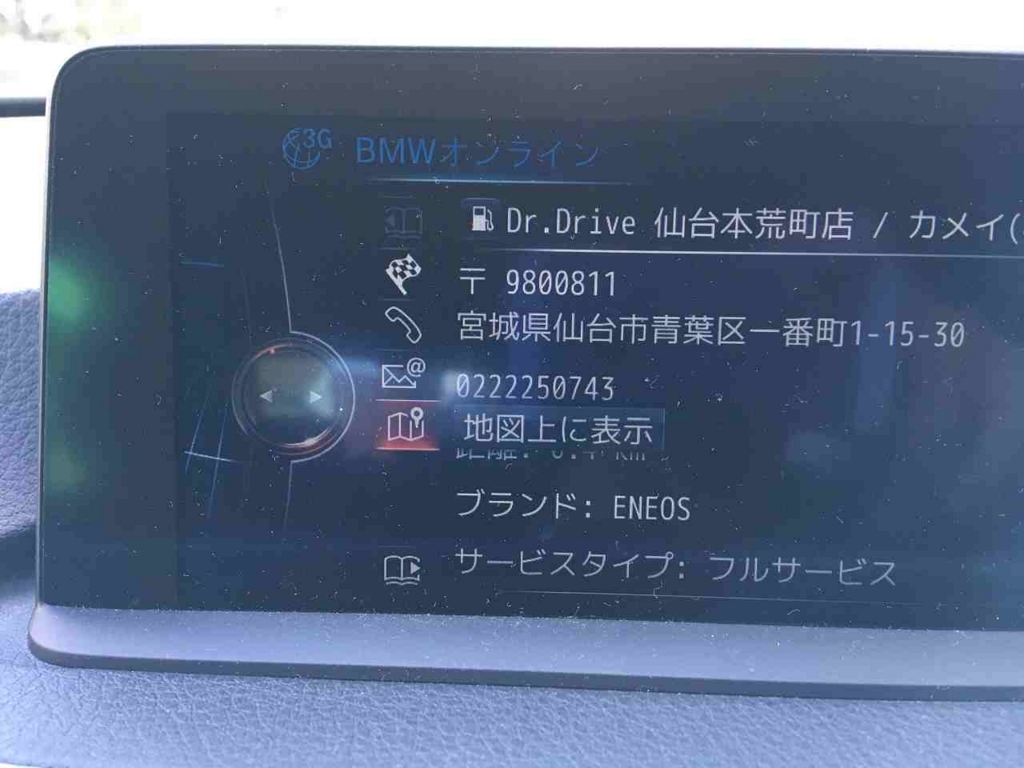 3G BMWオンライン
Dr.Drive 仙台本荒町店 / カメイ(
〒 9800811
宮城県仙台市青葉区一番町1-15-30
0222250743
地図上に表示
距離: km
ブランド: ENEOS
サービスタイプ: フルサービス